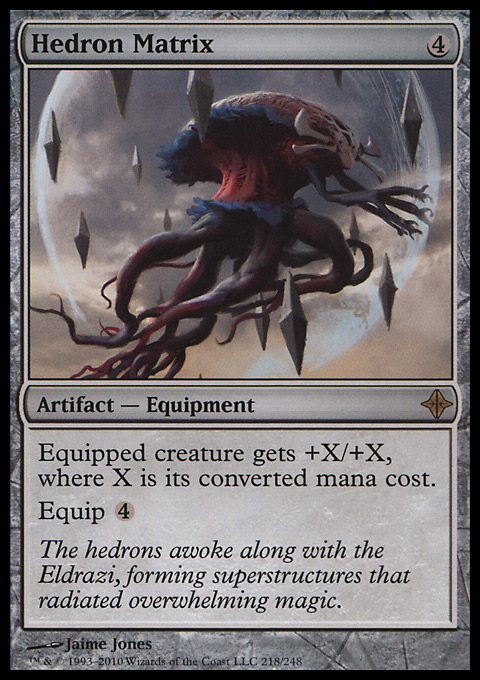 Hedron Matrix 4
Artifact — Equipment
Equipped creature gets +X/+X,
where X is its converted mana cost.
Equip 4
The hedrons awoke along with the
Eldrazi, forming superstructures that
radiated overwhelming magic.
Jaime Jones
™ & © 1993–2010 Wizards of the Coast LLC 218/248